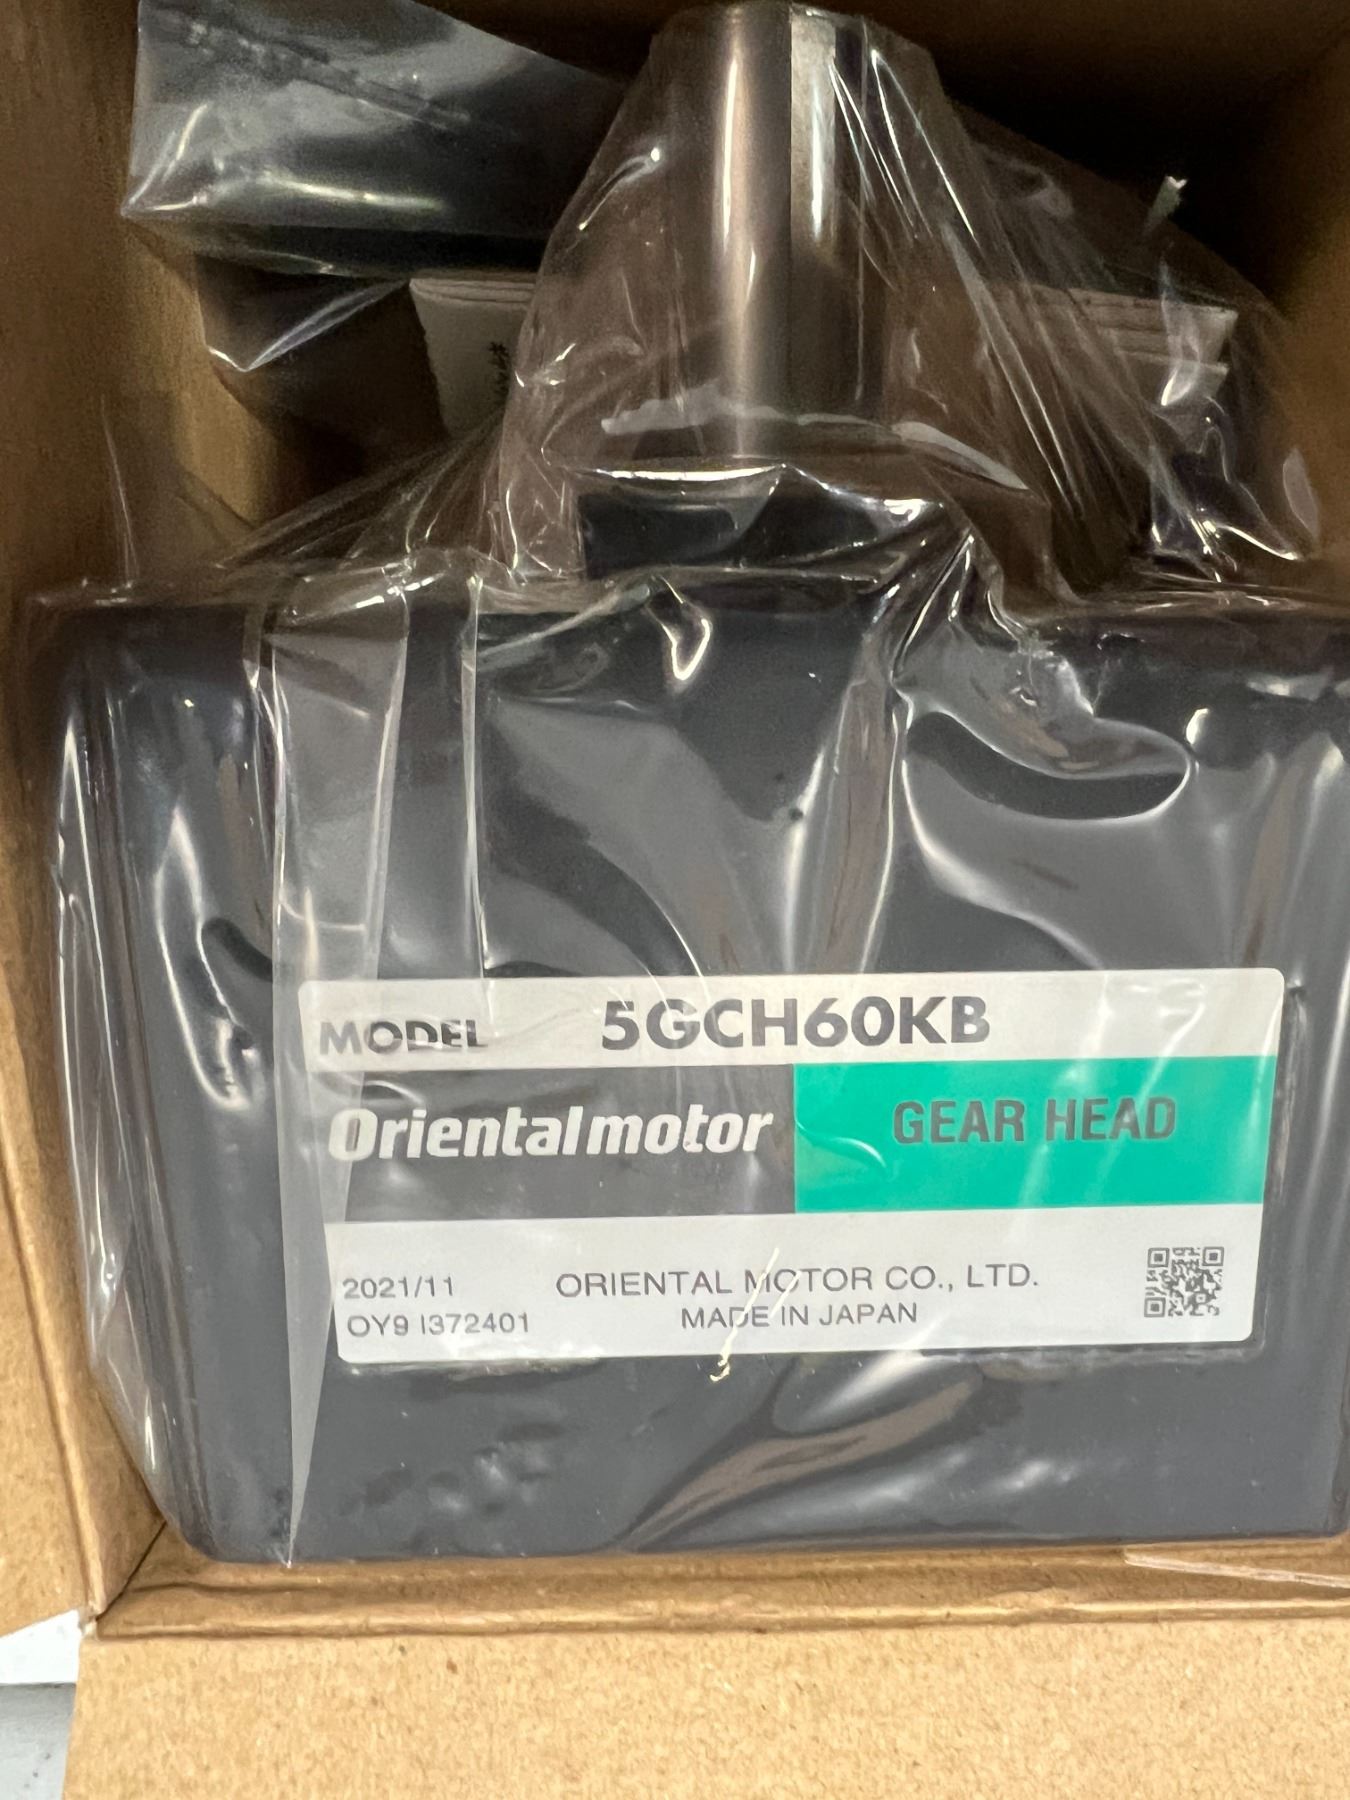 MODEL 5GCH60KB
Orientalmotor GEAR HEAD
2021/11 ORIENTAL MOTOR CO., LTD.
OY9 I372401 MADE IN JAPAN